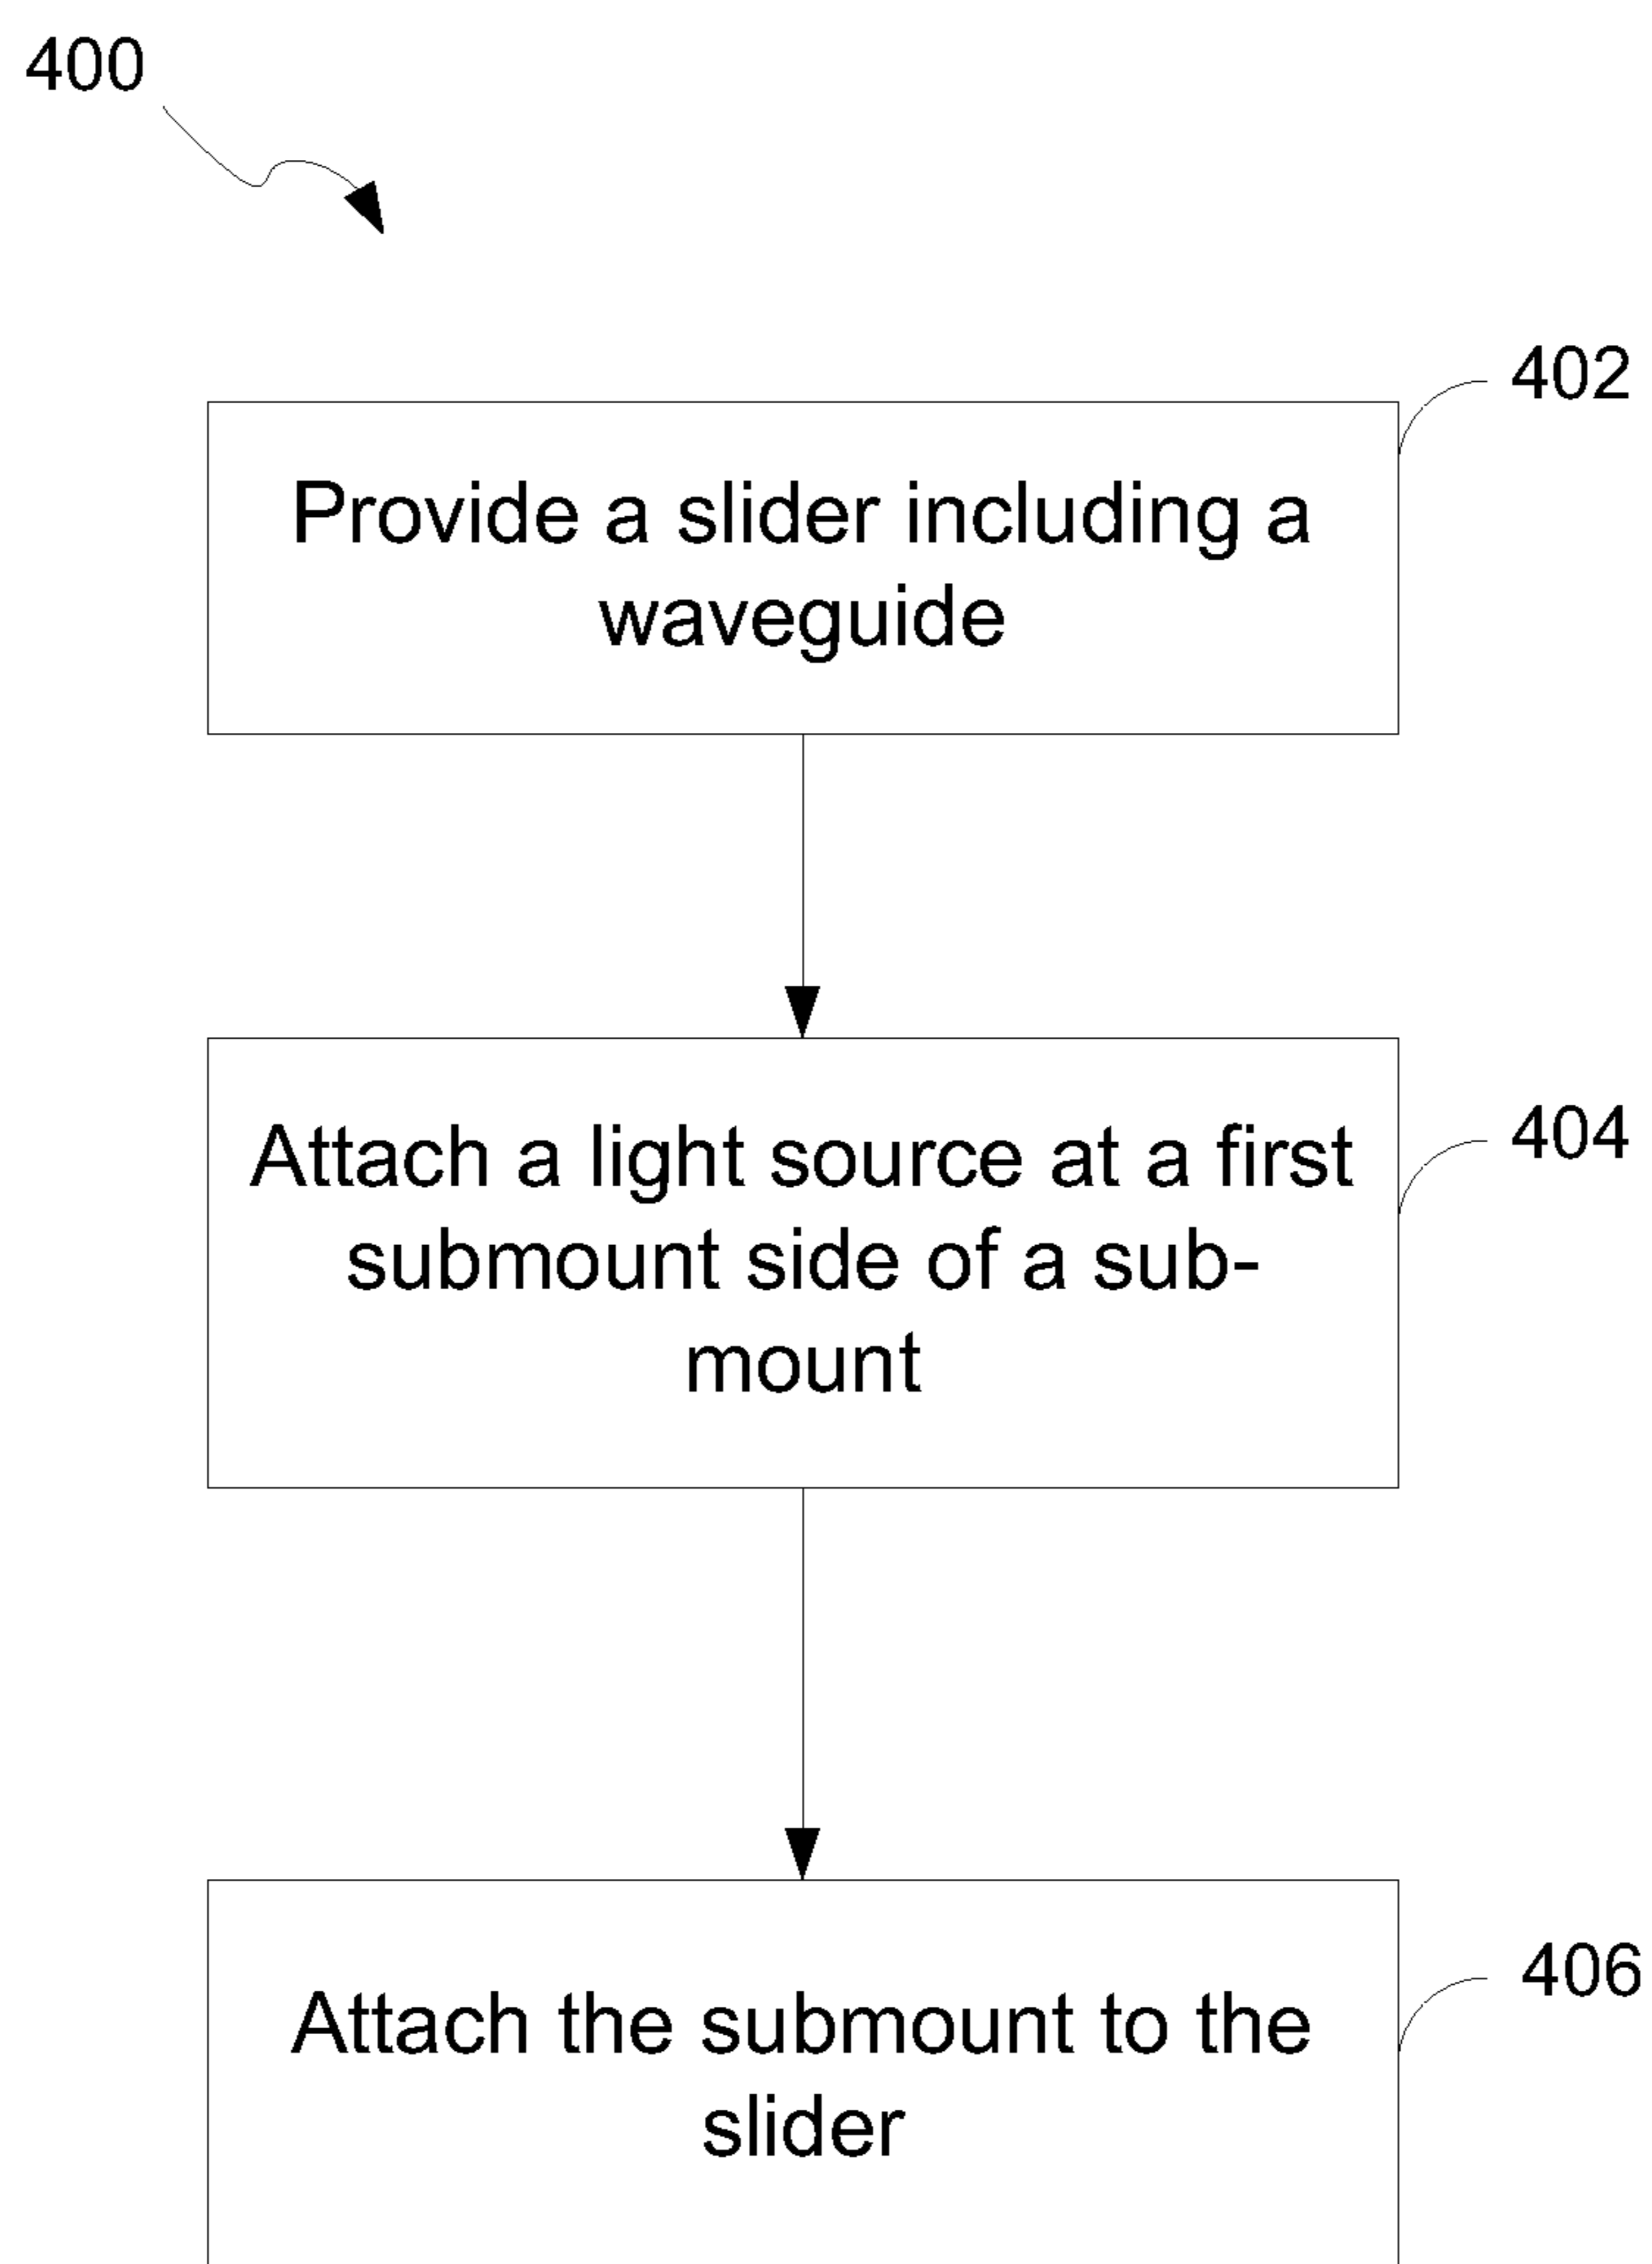 400
402
Provide a slider including a
waveguide
404
Attach a light source at a first
submount side of a sub-
mount
406
Attach the submount to the
slider